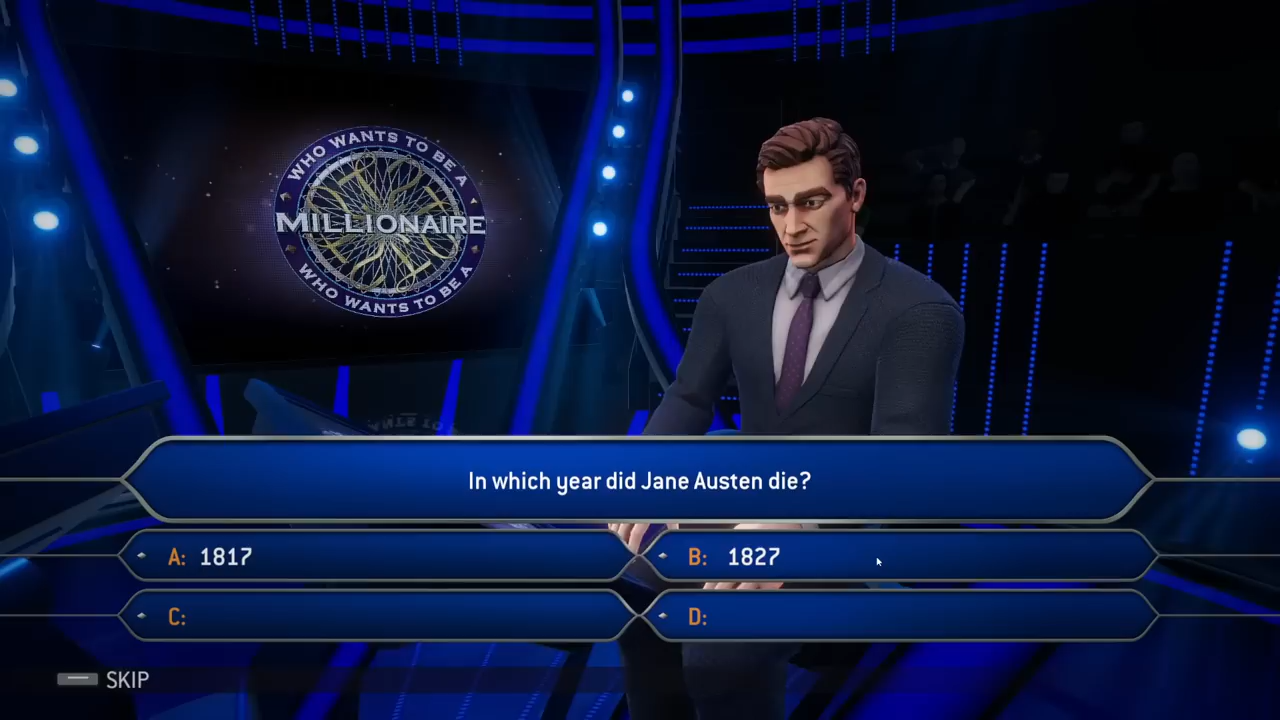 WHO WANTS TO BE A
MILLIONAIRE
WHO WANTS TO BE A
In which year did Jane Austen die?
A: 1817
B: 1827
C:
D:
SKIP